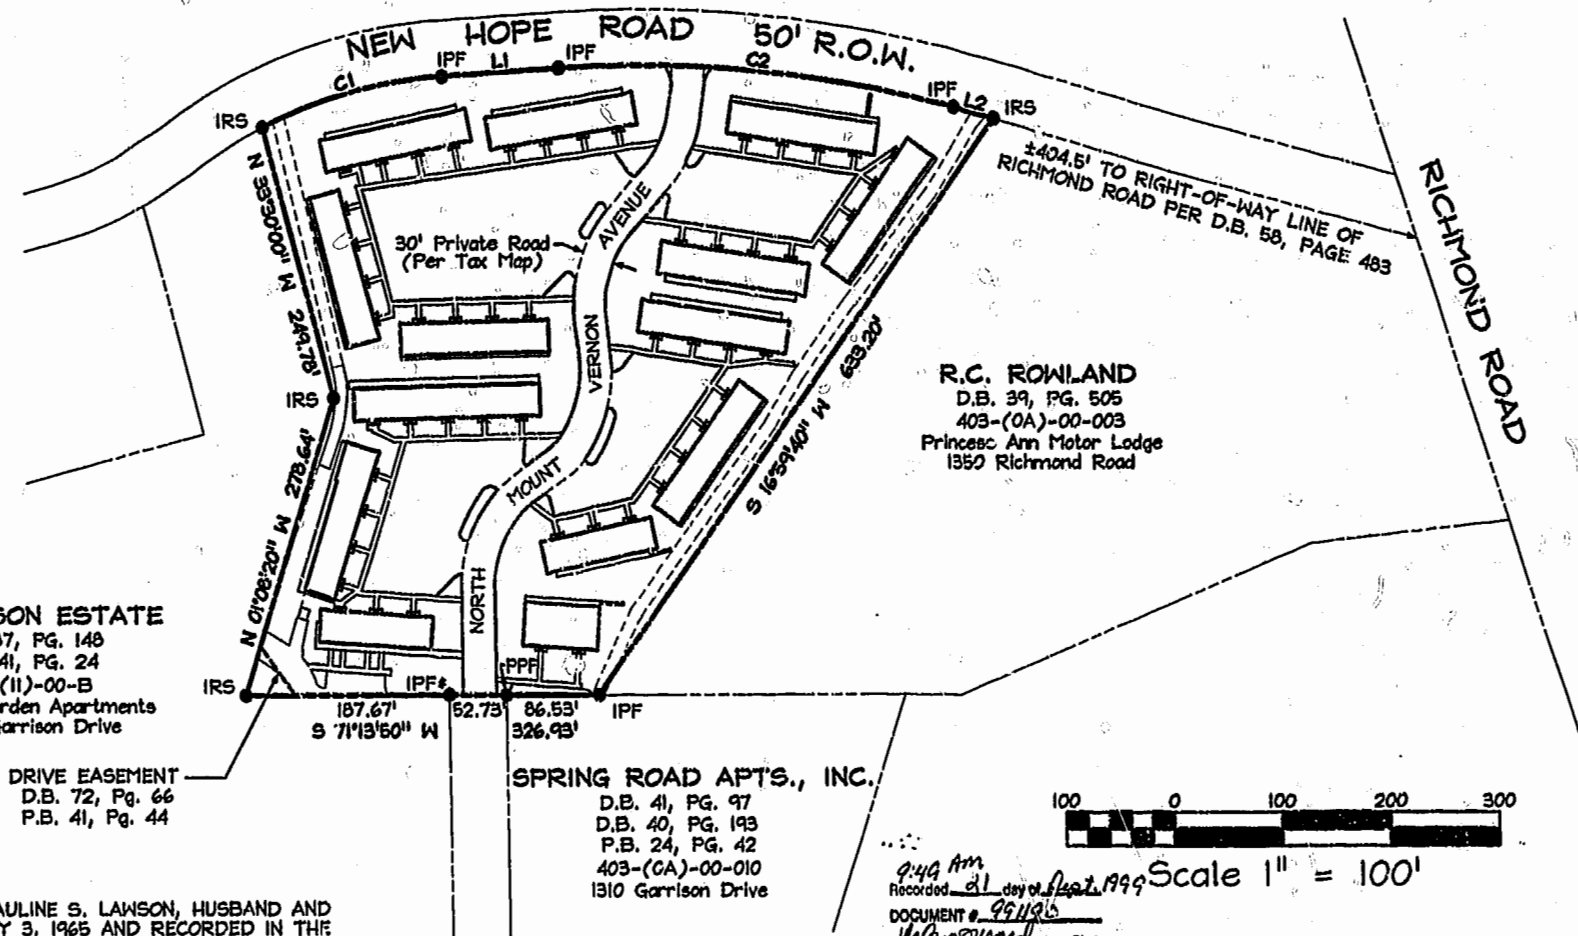 NEW HOPE ROAD 50' R.O.W.
C1
IPF
L1
IPF
C2
IPF
L2
IRS
IRS
±404.5' TO RIGHT-OF-WAY LINE OF
RICHMOND ROAD PER D.B. 58, PAGE 483
RICHMOND ROAD
N 33°30'00" W 249.78'
30' Private Road
(Per Tax Map)
NORTH MOUNT VERNON AVENUE
S 16°59'40" W 633.20'
R.C. ROWLAND
D.B. 39, PG. 505
403-(0A)-00-003
Princess Ann Motor Lodge
1350 Richmond Road
IRS
N 01°08'20" W 278.64'
SON ESTATE
37, PG. 148
41, PG. 24
(11)-00-B
rden Apartments
arrison Drive
IRS
IPF
PPF
IPF
187.67'
52.73'
86.53'
S 71°13'50" W
326.93'
DRIVE EASEMENT
D.B. 72, Pg. 66
P.B. 41, Pg. 44
SPRING ROAD APTS., INC.
D.B. 41, PG. 97
D.B. 40, PG. 193
P.B. 24, PG. 42
403-(0A)-00-010
1310 Garrison Drive
100 0 100 200 300
Scale 1" = 100'
9:49 AM
Recorded 21 day of Sept. 1999
DOCUMENT #
AULINE S. LAWSON, HUSBAND AND
Y 3, 1965 AND RECORDED IN THE